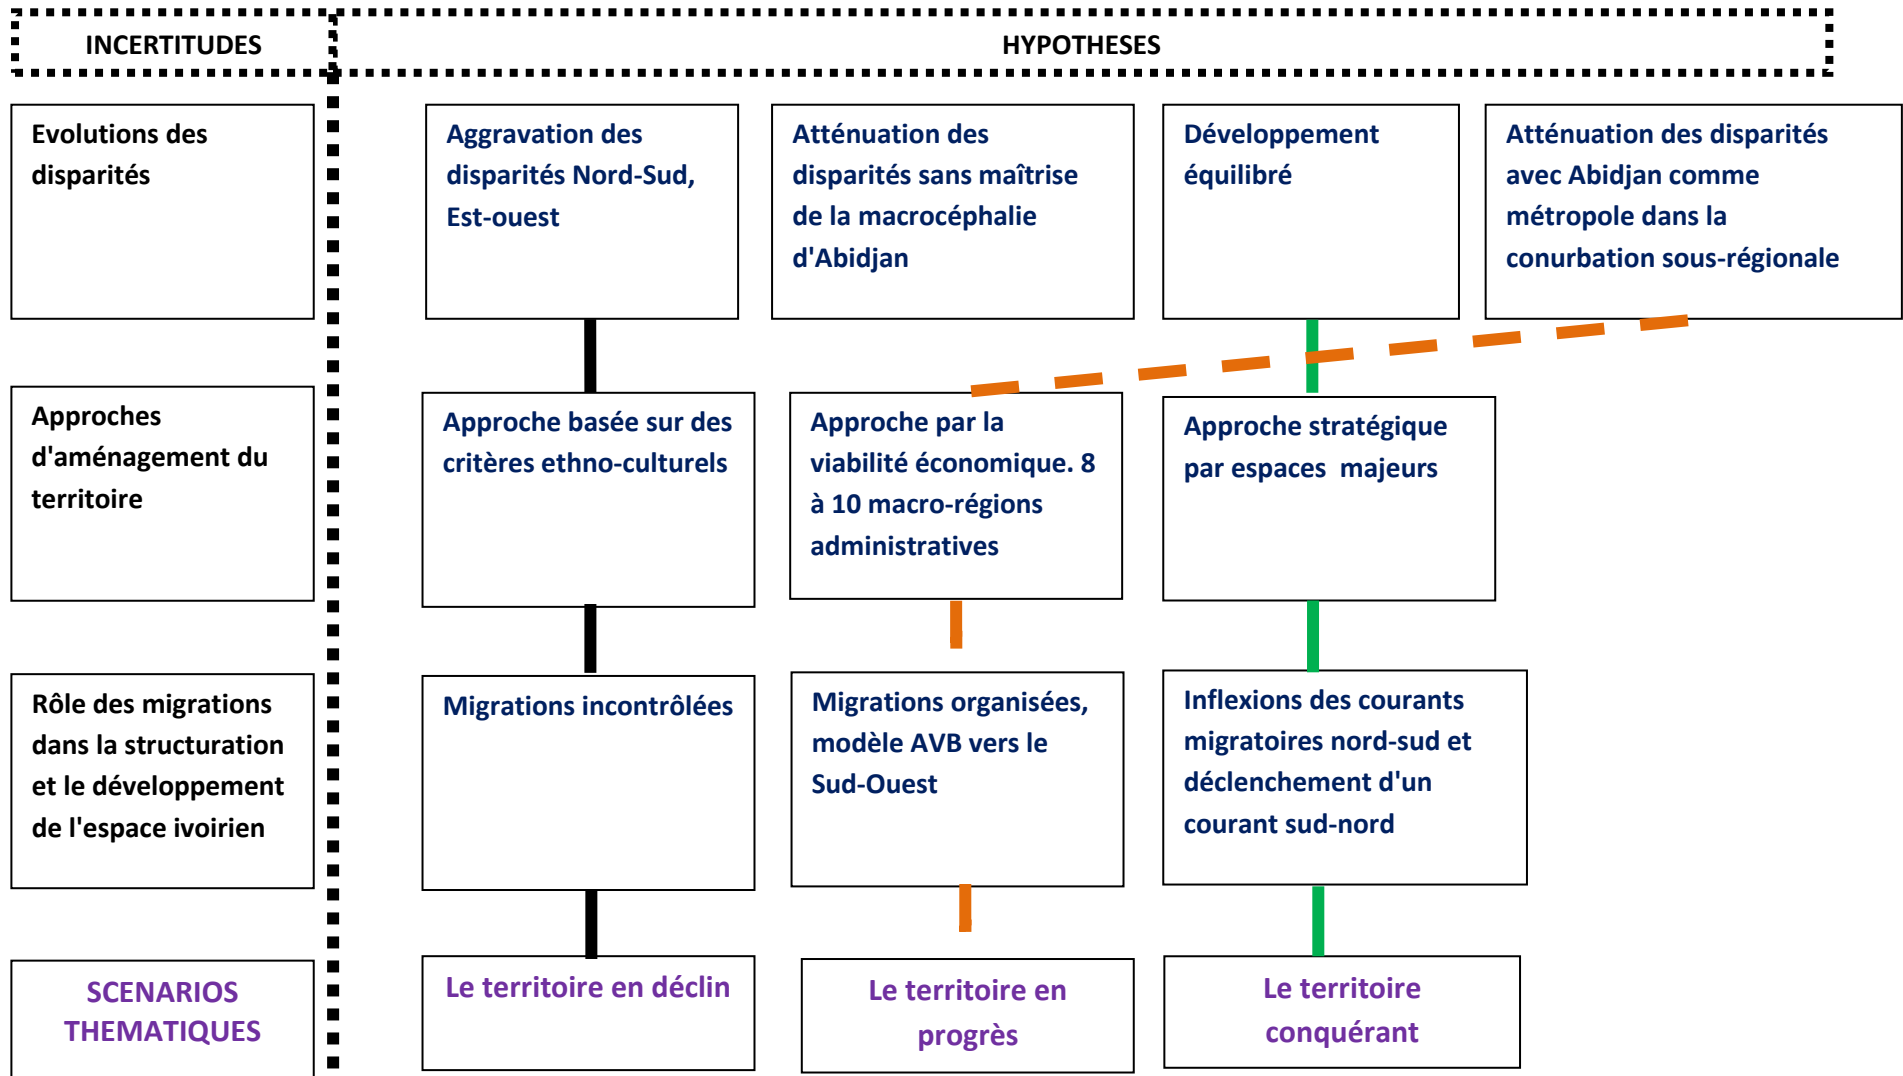 INCERTITUDES
HYPOTHESES
Evolutions des
disparités
Aggravation des
disparités Nord-Sud,
Est-ouest
Atténuation des
disparités sans maîtrise
de la macrocéphalie
d'Abidjan
Développement
équilibré
Atténuation des disparités
avec Abidjan comme
métropole dans la
conurbation sous-régionale
Approches
d'aménagement du
territoire
Approche basée sur des
critères ethno-culturels
Approche par la
viabilité économique. 8
à 10 macro-régions
administratives
Approche stratégique
par espaces majeurs
Rôle des migrations
dans la structuration
et le développement
de l'espace ivoirien
Migrations incontrôlées
Migrations organisées,
modèle AVB vers le
Sud-Ouest
Inflexions des courants
migratoires nord-sud et
déclenchement d'un
courant sud-nord
SCENARIOS
THEMATIQUES
Le territoire en déclin
Le territoire en
progrès
Le territoire
conquérant